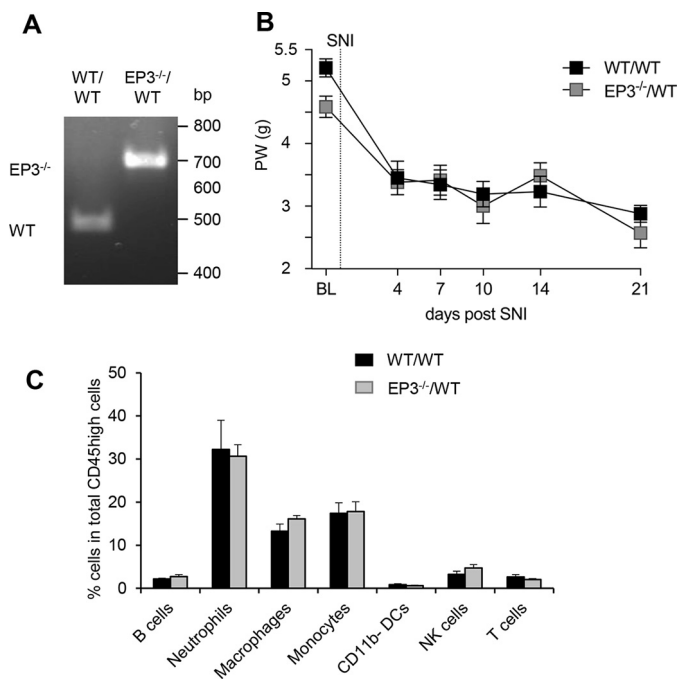 A
WT/ EP3-/-/
WT WT bp
800
EP3-/- 700
600
WT 500
400
B
SNI
5.5
5
4
3
2
PW (g)
BL 4 7 10 14 21
days post SNI
WT/WT
EP3-/-/WT
C
WT/WT
EP3-/-/WT
50
40
30
20
10
0
% cells in total CD45high cells
B cells
Neutrophils
Macrophages
Monocytes
CD11b- DCs
NK cells
T cells